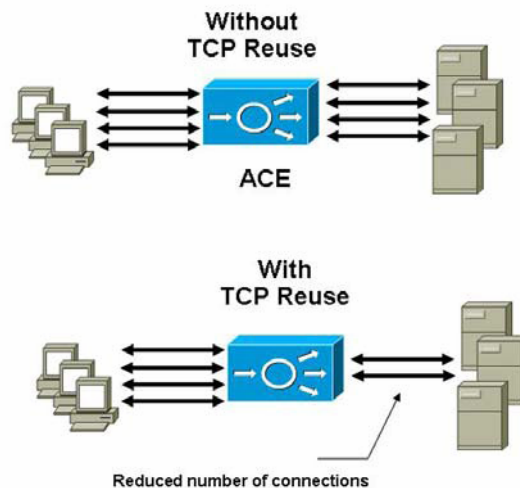 Without
TCP Reuse
ACE
With
TCP Reuse
Reduced number of connections